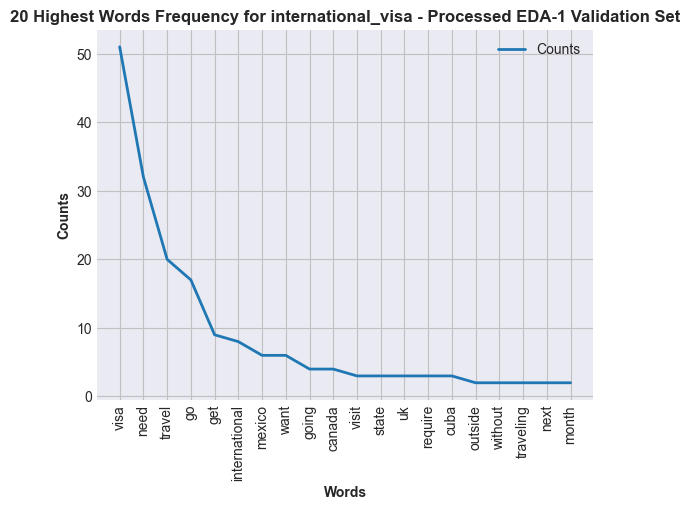 20 Highest Words Frequency for international_visa - Processed EDA-1 Validation Set
Counts
50
40
30
20
10
0
Counts
visa
need
travel
go
get
international
mexico
want
going
canada
visit
state
uk
require
cuba
outside
without
traveling
next
month
Words